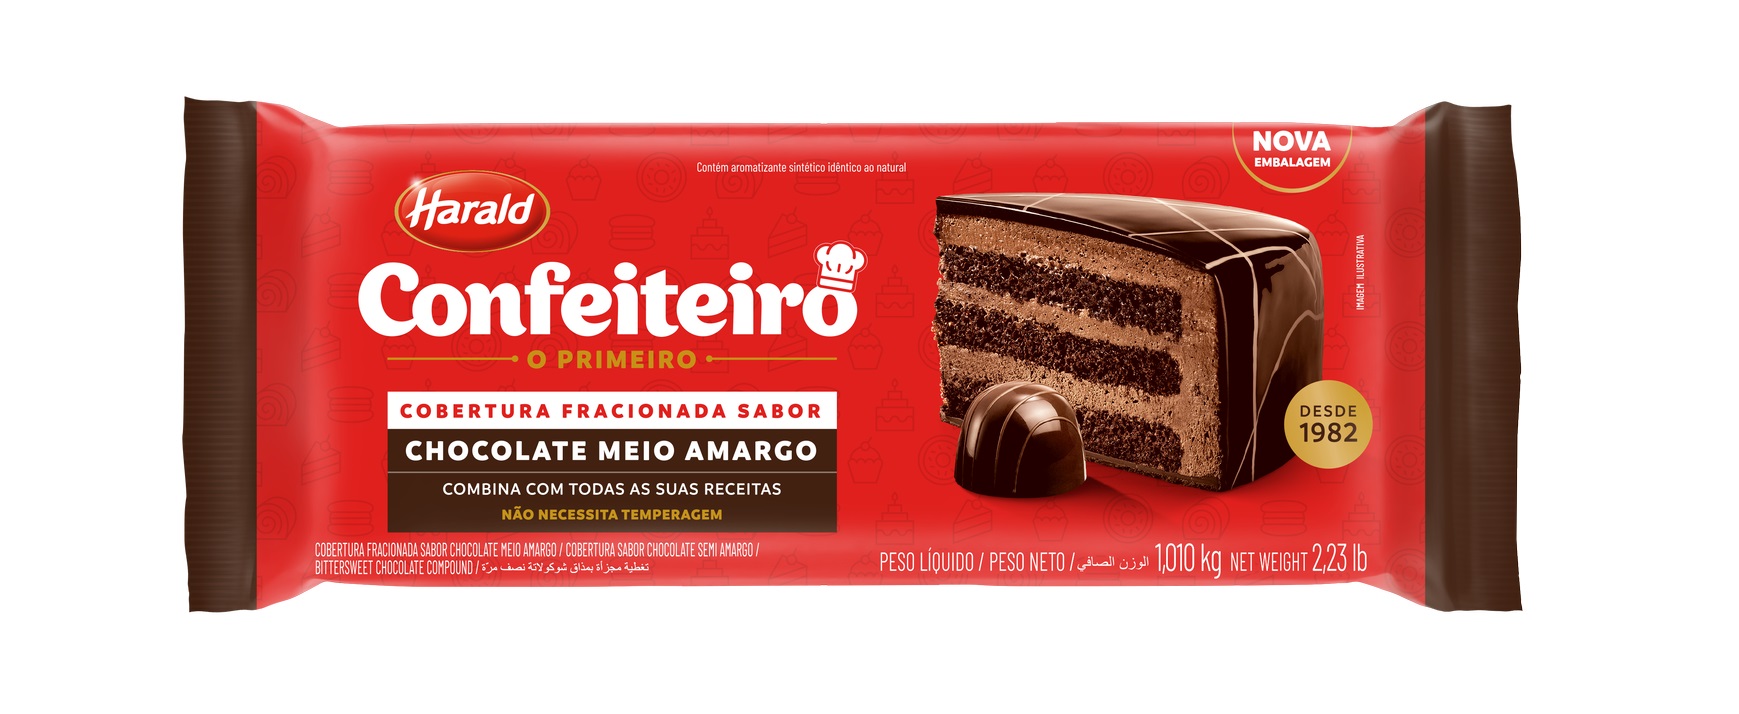 NOVA
EMBALAGEM
Contém aromatizante sintético idêntico ao natural
Harald
Confeiteiro
O PRIMEIRO
COBERTURA FRACIONADA SABOR
CHOCOLATE MEIO AMARGO
COMBINA COM TODAS AS SUAS RECEITAS
NÃO NECESSITA TEMPERAGEM
IMAGEM ILUSTRATIVA
DESDE
1982
COBERTURA FRACIONADA SABOR CHOCOLATE MEIO AMARGO / COBERTURA SABOR CHOCOLATE SEMI AMARGO /
BITTERSWEET CHOCOLATE COMPOUND / تغطية مجزأة بمذاق شوكولاتة نصف مرّة
PESO LÍQUIDO / PESO NETO / الوزن الصافي 1,010 kg NET WEIGHT 2,23 lb